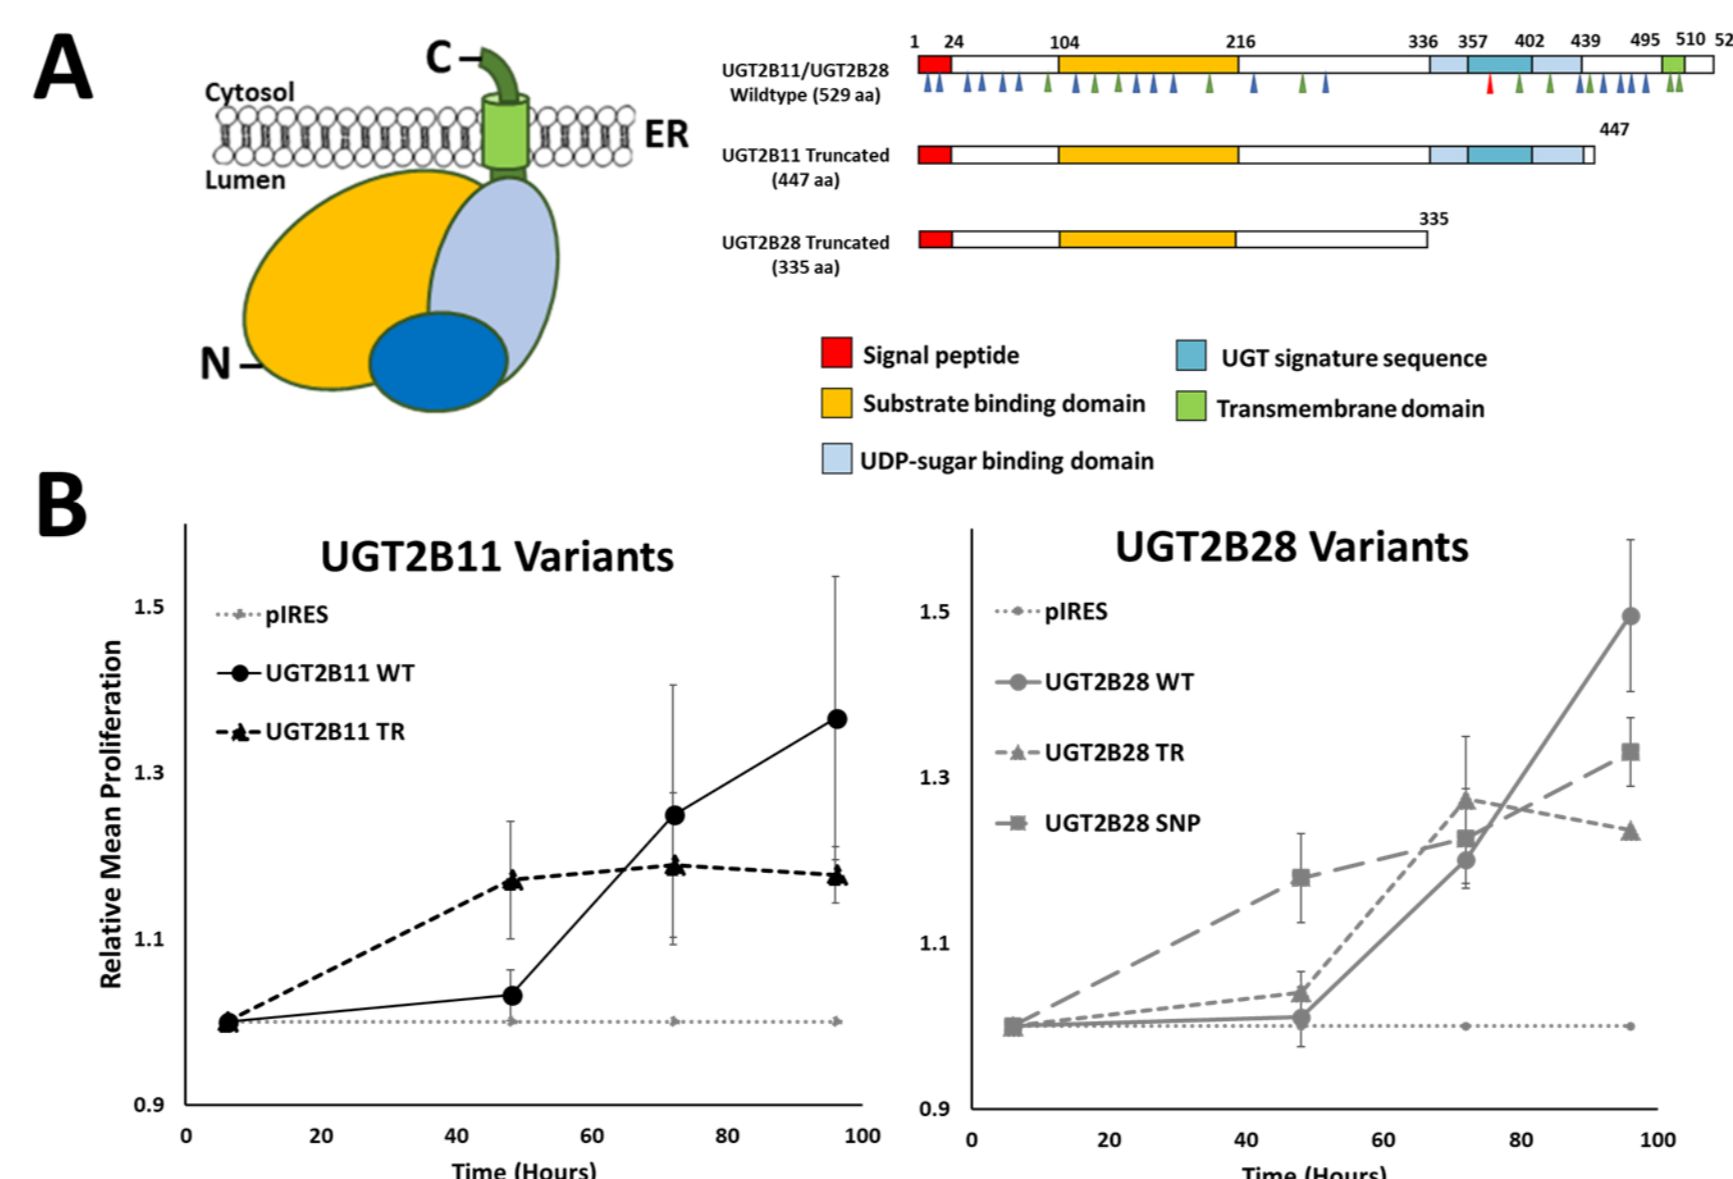 A
C
Cytosol
ER
Lumen
N
1 24 104 216 336 357 402 439 495 510 52
UGT2B11/UGT2B28
Wildtype (529 aa)
447
UGT2B11 Truncated
(447 aa)
335
UGT2B28 Truncated
(335 aa)
Signal peptide
UGT signature sequence
Substrate binding domain
Transmembrane domain
UDP-sugar binding domain
B
UGT2B11 Variants
pIRES
UGT2B11 WT
UGT2B11 TR
Relative Mean Proliferation
1.5
1.3
1.1
0.9
0 20 40 60 80 100
Time (Hours)
UGT2B28 Variants
pIRES
UGT2B28 WT
UGT2B28 TR
UGT2B28 SNP
1.5
1.3
1.1
0.9
0 20 40 60 80 100
Time (Hours)